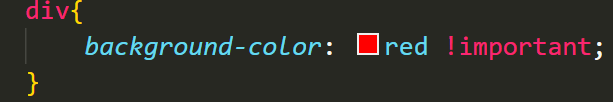 div{
background-color: red !important;
}